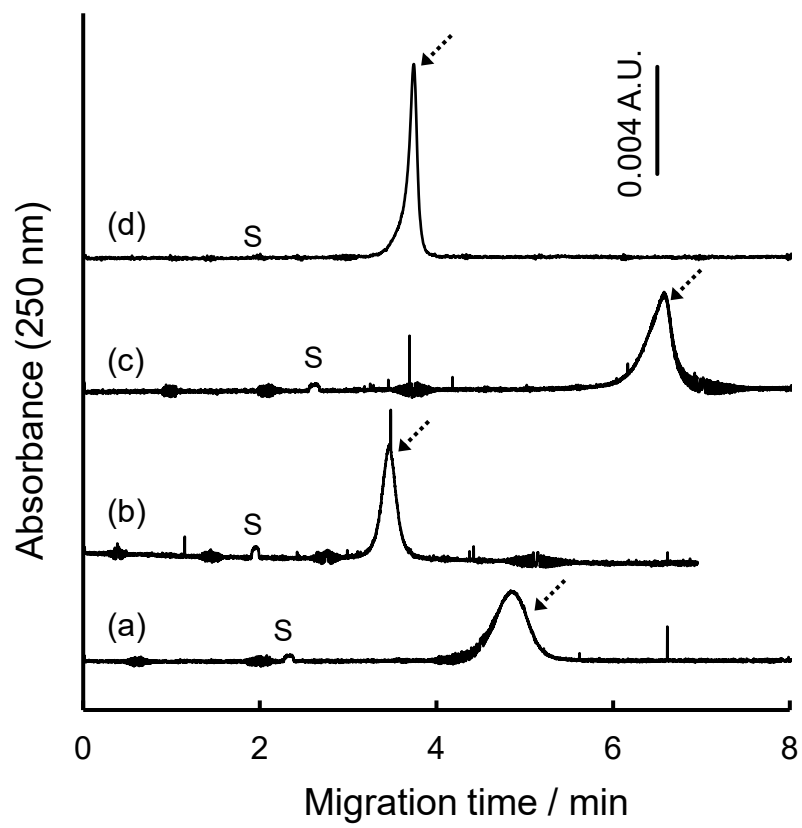 0.004 A.U.
(d)
S
(c)
S
(b)
S
(a)
S
Absorbance (250 nm)
0 2 4 6 8
Migration time / min